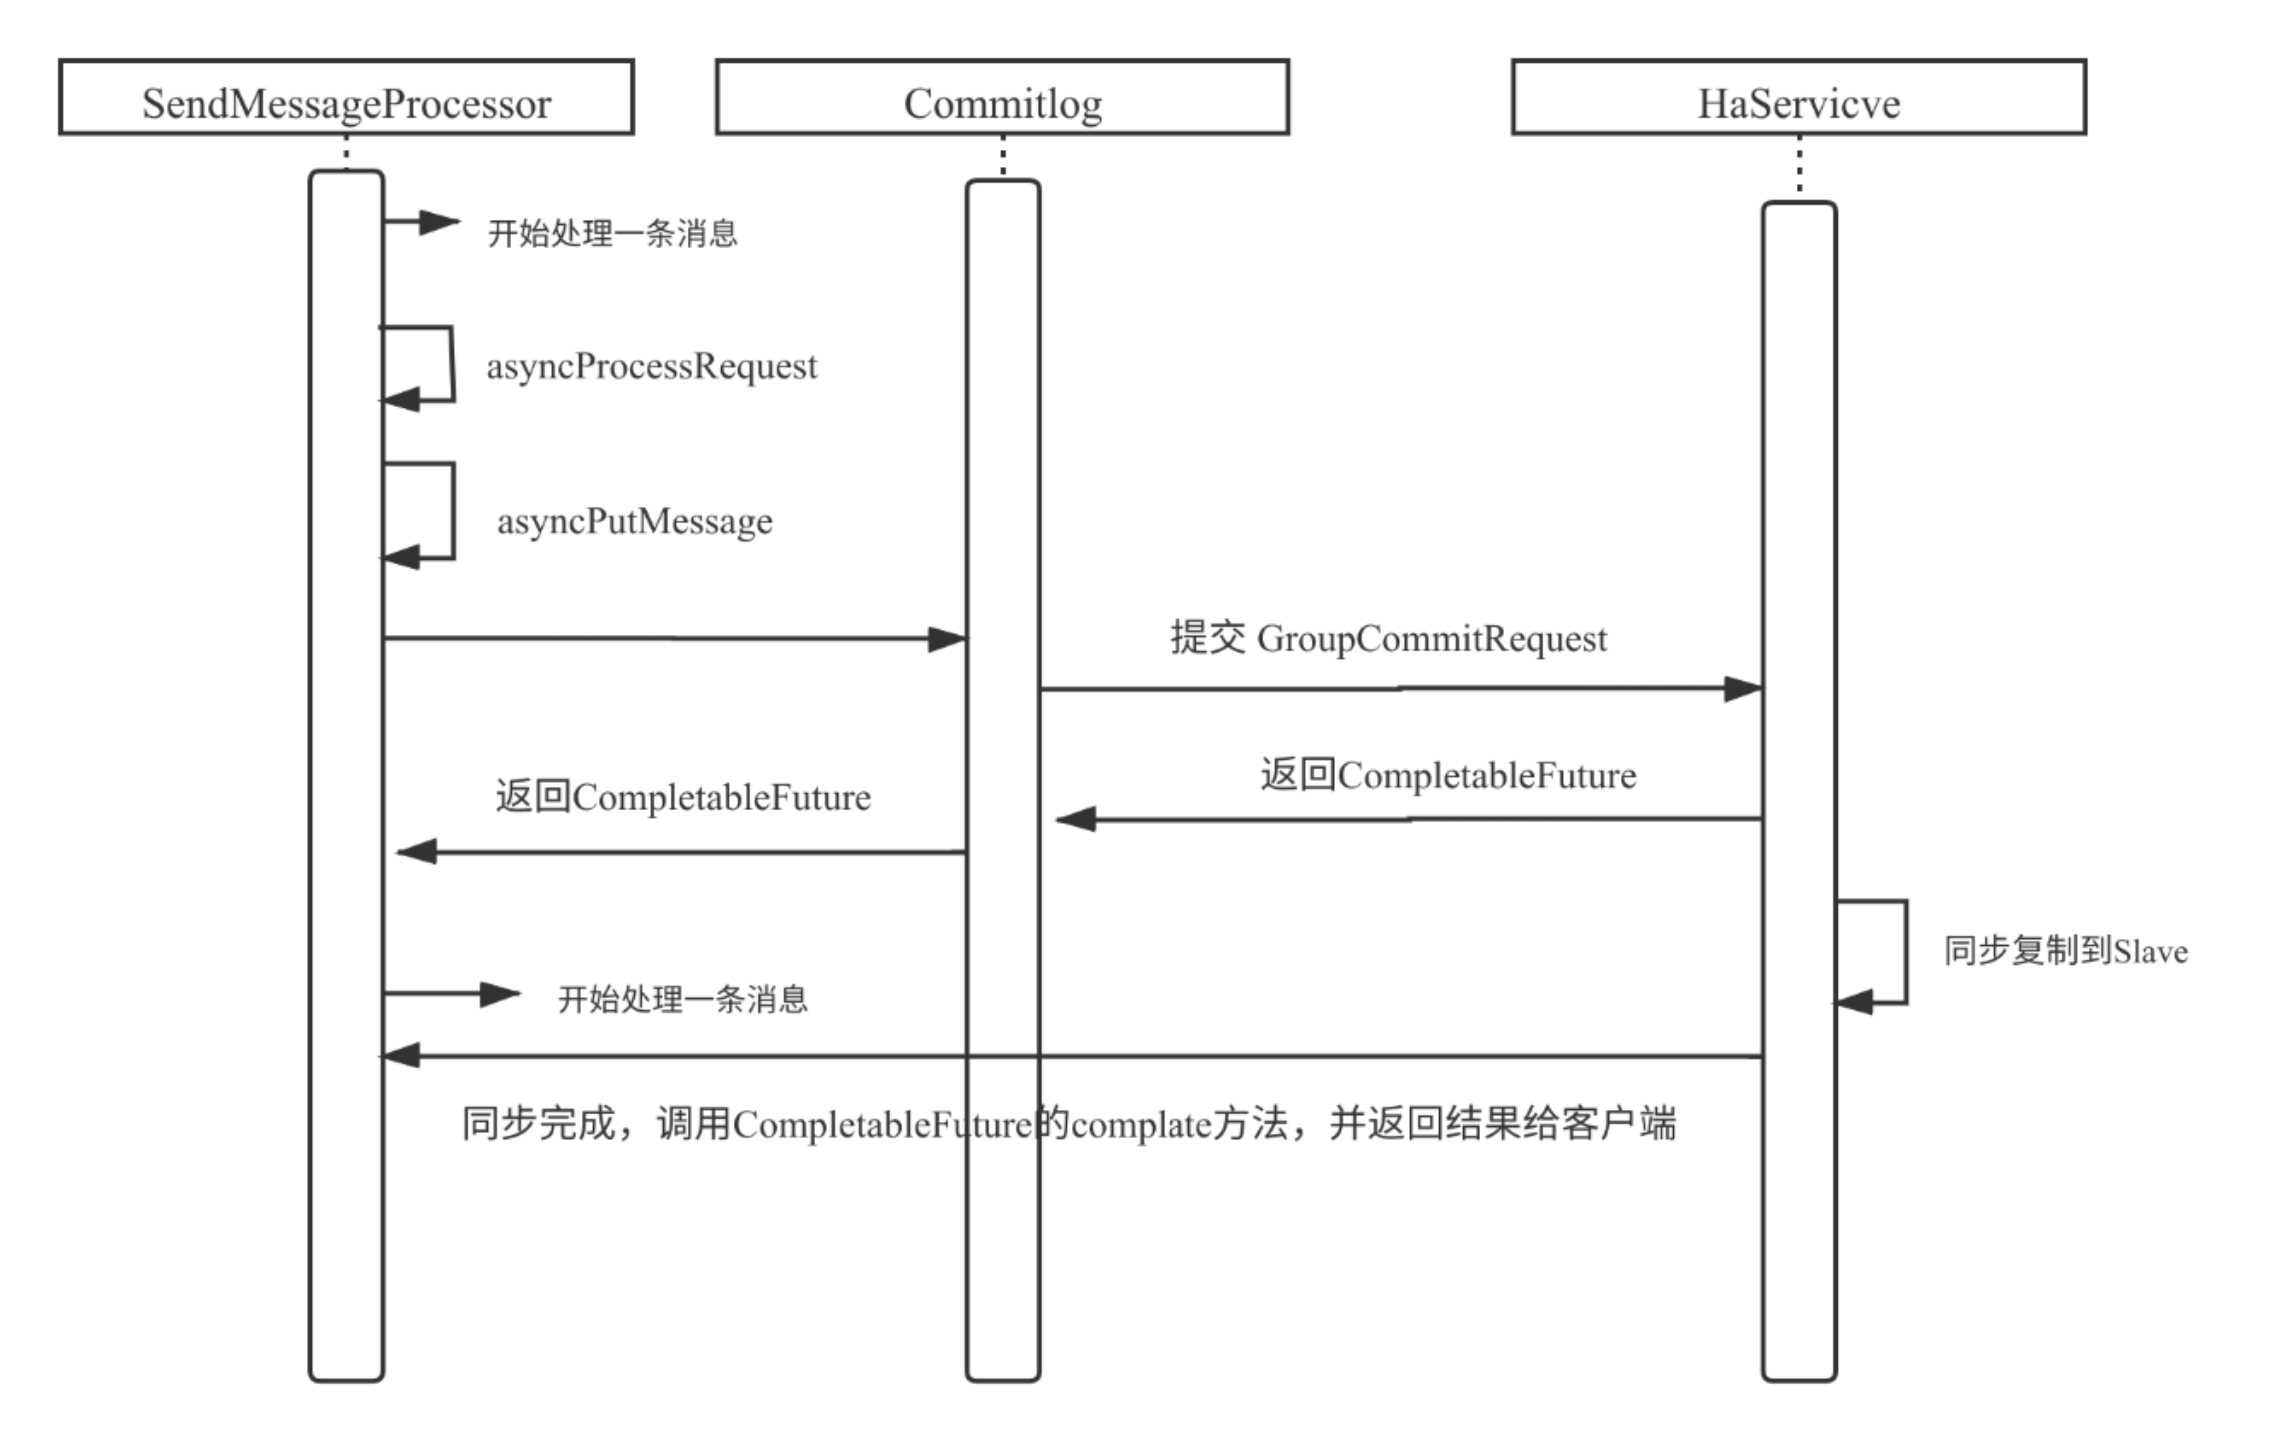 SendMessageProcessor
Commitlog
HaServicve
开始处理一条消息
asyncProcessRequest
asyncPutMessage
提交 GroupCommitRequest
返回CompletableFuture
返回CompletableFuture
同步复制到Slave
开始处理一条消息
同步完成，调用CompletableFuture的complate方法，并返回结果给客户端